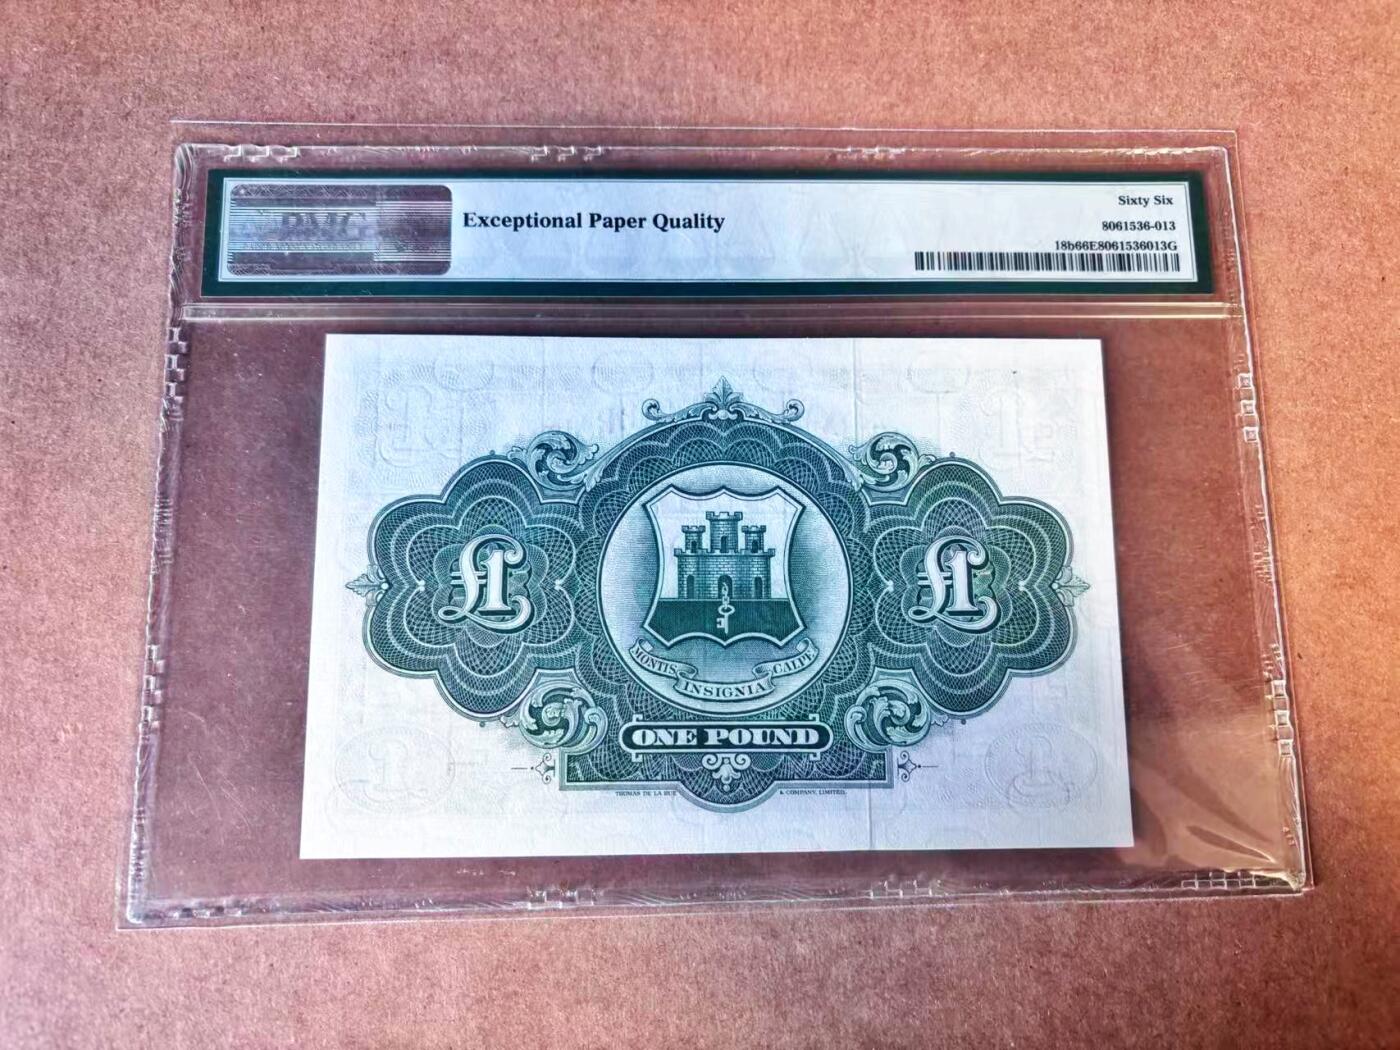 PMG
Exceptional Paper Quality
Sixty Six
8061536-013
18b66E8061536013G
£1
£1
MONTIS INSIGNIA CALPE
ONE POUND
THOMAS DE LA RUE & COMPANY, LIMITED.